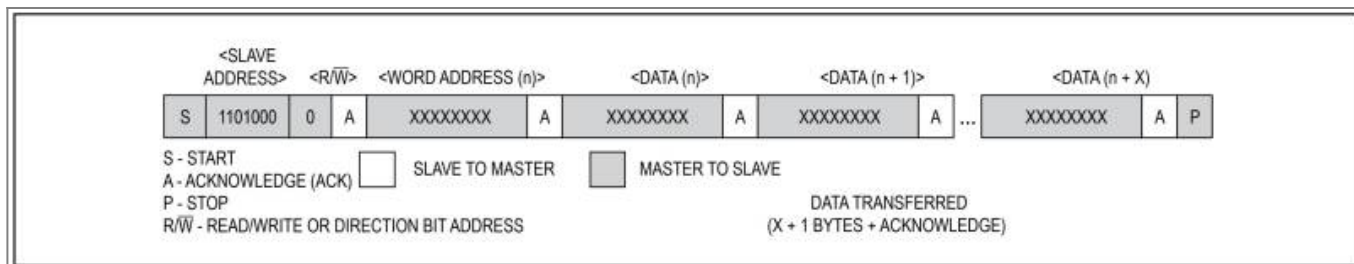 <SLAVE
ADDRESS> <R/W̅> <WORD ADDRESS (n)> <DATA (n)> <DATA (n + 1)> <DATA (n + X)
S 1101000 0 A XXXXXXXX A XXXXXXXX A XXXXXXXX A ... XXXXXXXX A P
S - START
A - ACKNOWLEDGE (ACK) SLAVE TO MASTER MASTER TO SLAVE
P - STOP DATA TRANSFERRED
R/W̅ - READ/WRITE OR DIRECTION BIT ADDRESS (X + 1 BYTES + ACKNOWLEDGE)